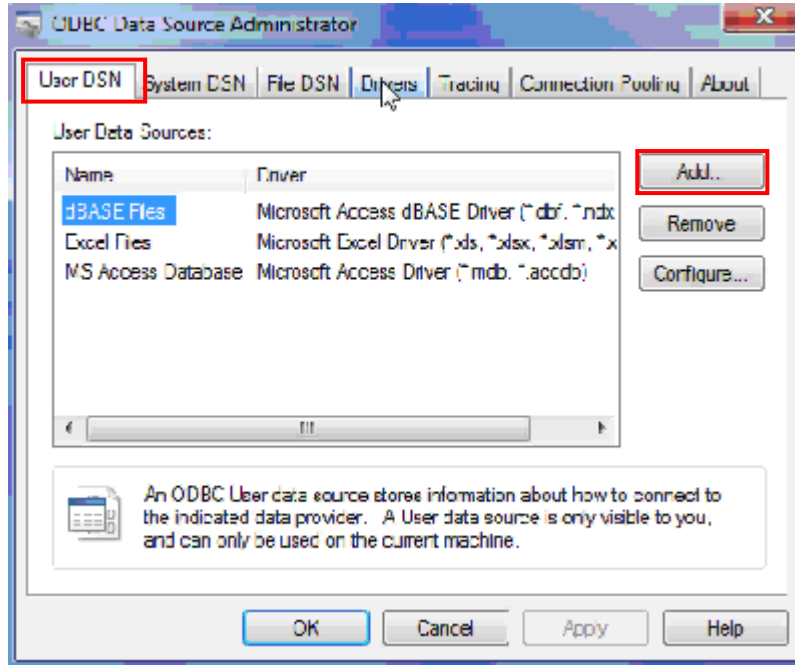 ODBC Data Source Administrator
User DSN System DSN File DSN Drivers Tracing Connection Pooling About
User Data Sources:
Name Driver
dBASE Files Microsoft Access dBASE Driver (*.dbf, *.ndx
Excel Files Microsoft Excel Driver (*.xls, *.xlsx, *.xlsm, *.x
MS Access Database Microsoft Access Driver (*.mdb, *.accdb)
Add...
Remove
Configure...
An ODBC User data source stores information about how to connect to
the indicated data provider. A User data source is only visible to you,
and can only be used on the current machine.
OK Cancel Apply Help